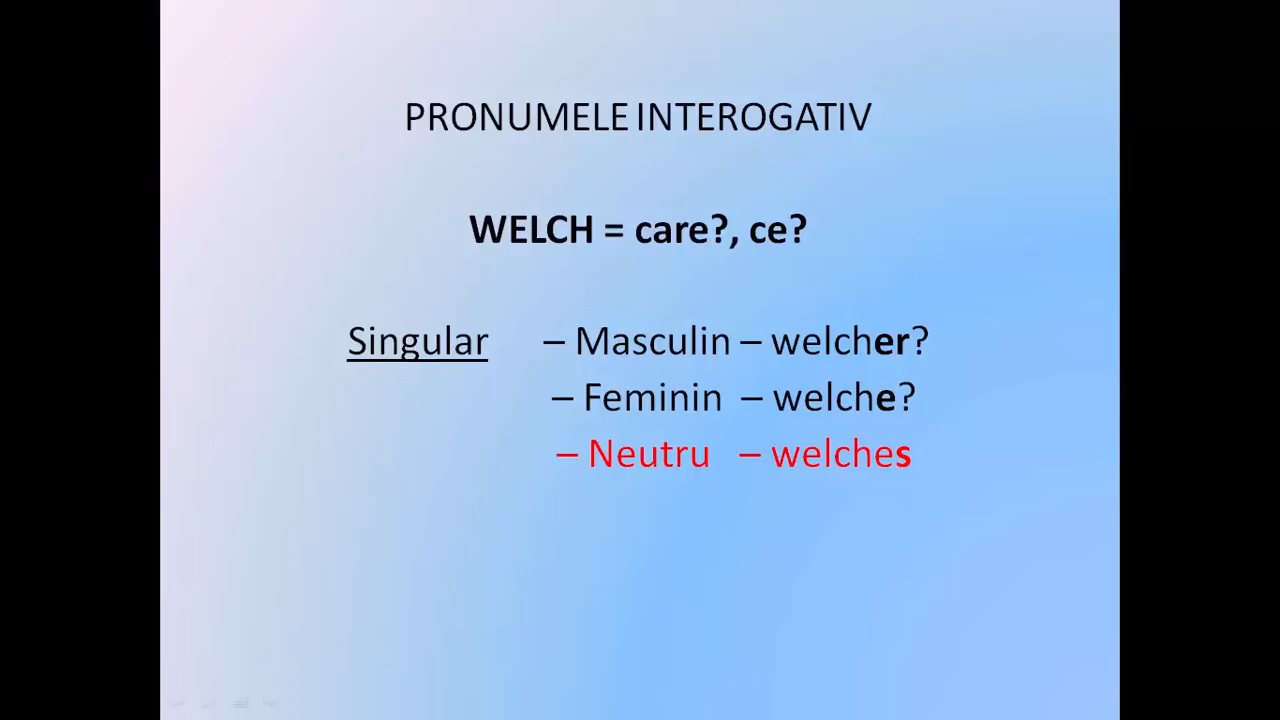 PRONUMELE INTEROGATIV
WELCH = care?, ce?
Singular – Masculin – welcher?
– Feminin – welche?
– Neutru – welches